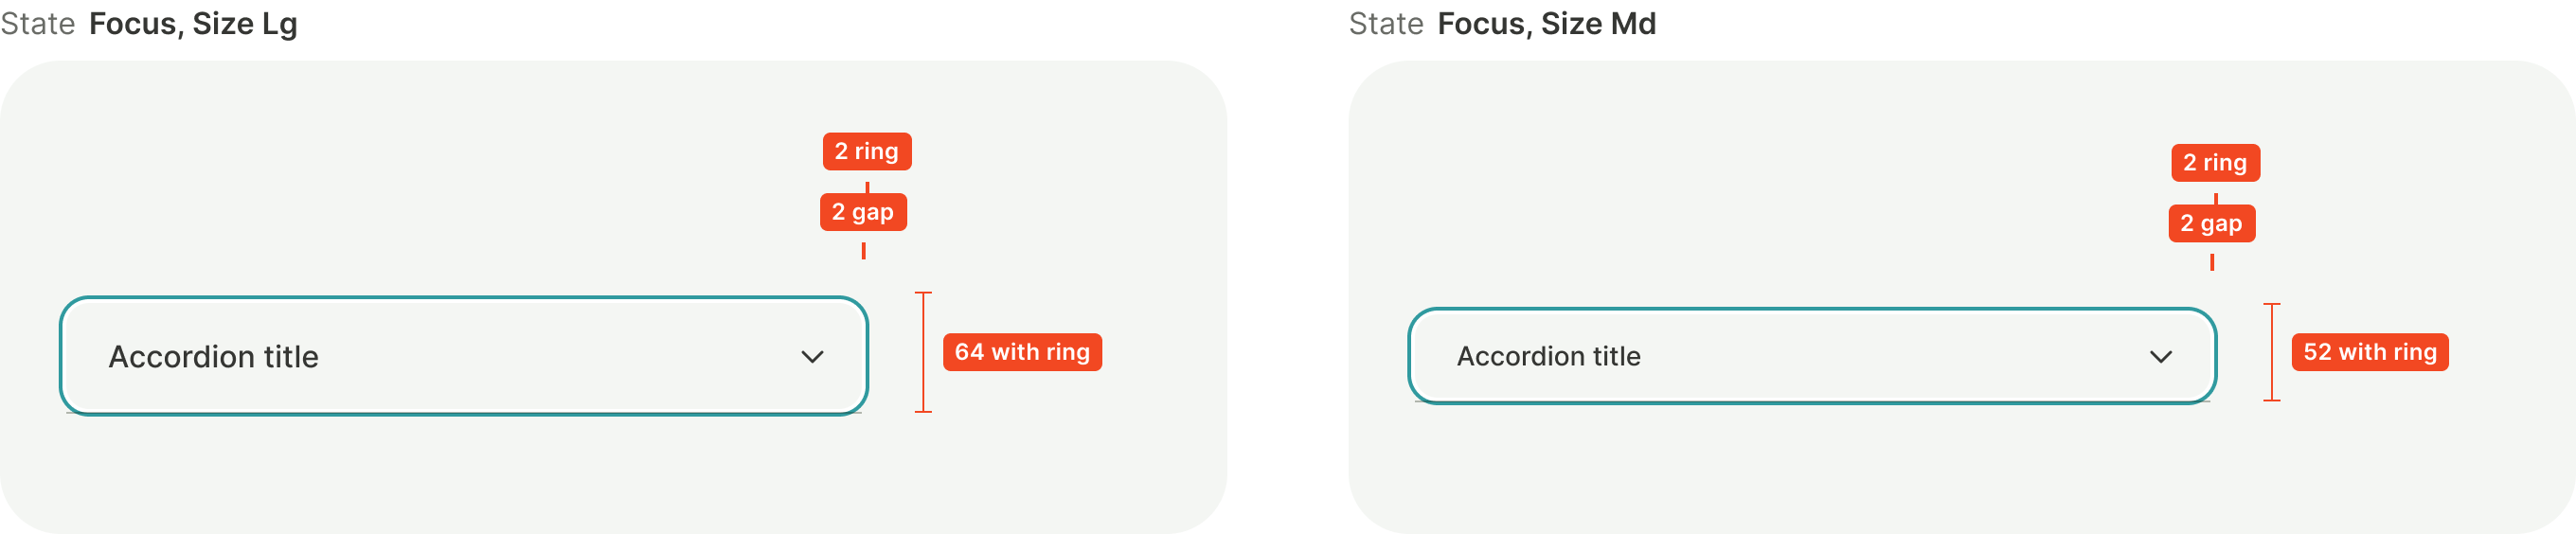 State Focus, Size Lg
2 ring
2 gap
Accordion title
64 with ring
State Focus, Size Md
2 ring
2 gap
Accordion title
52 with ring